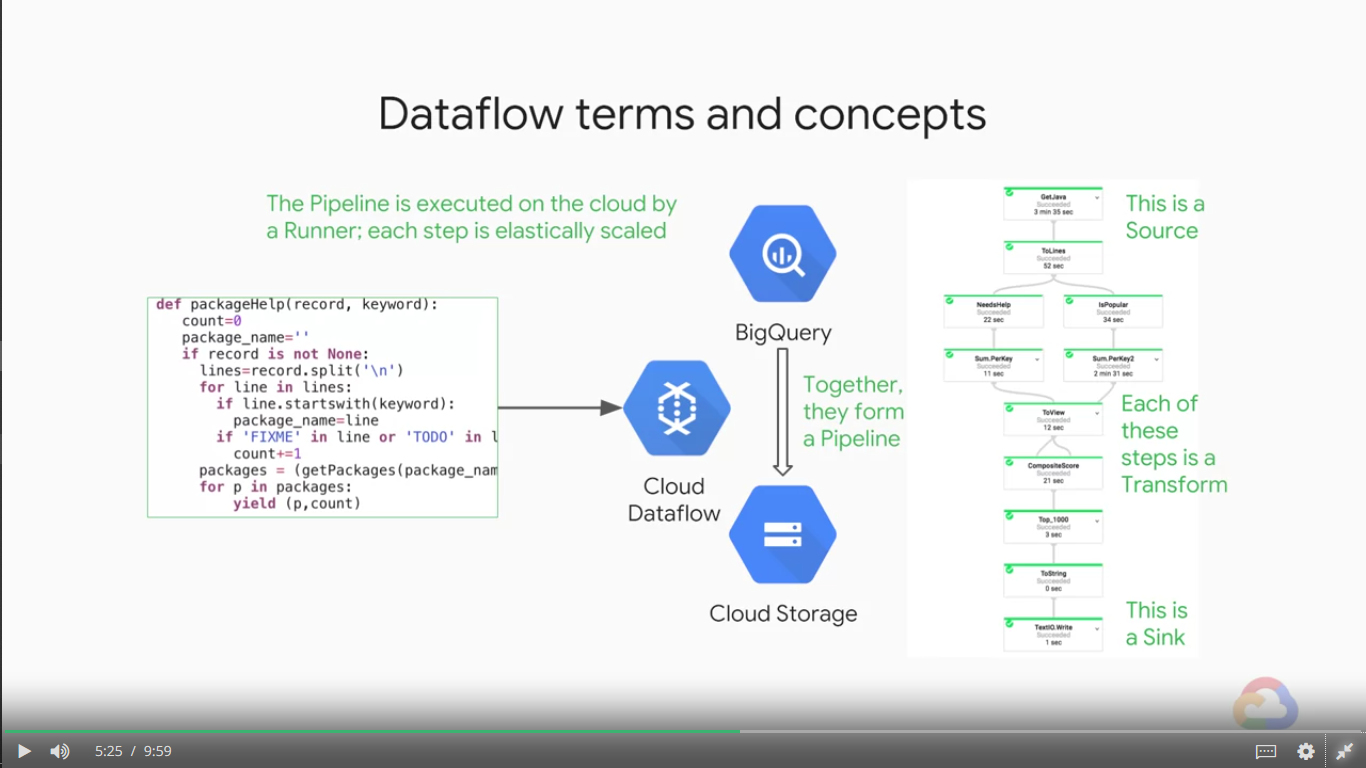 Dataflow terms and concepts
The Pipeline is executed on the cloud by
a Runner; each step is elastically scaled
def packageHelp(record, keyword):
count=0
package_name=''
if record is not None:
lines=record.split('\n')
for line in lines:
if line.startswith(keyword):
package_name=line
if 'FIXME' in line or 'TODO' in l
count+=1
packages = (getPackages(package_nam
for p in packages:
yield (p,count)
Cloud
Dataflow
BigQuery
Together,
they form
a Pipeline
Cloud Storage
GetJava
Succeeded
3 min 35 sec
This is a
Source
ToLines
Succeeded
52 sec
NeedsHelp
Succeeded
22 sec
IsPopular
Succeeded
34 sec
Sum.PerKey
Succeeded
11 sec
Sum.PerKey2
Succeeded
2 min 31 sec
ToView
Succeeded
12 sec
Each of
these
steps is a
Transform
CompositeScore
Succeeded
21 sec
Top_1000
Succeeded
3 sec
ToString
Succeeded
0 sec
TextIO.Write
Succeeded
1 sec
This is
a Sink
5:25 / 9:59